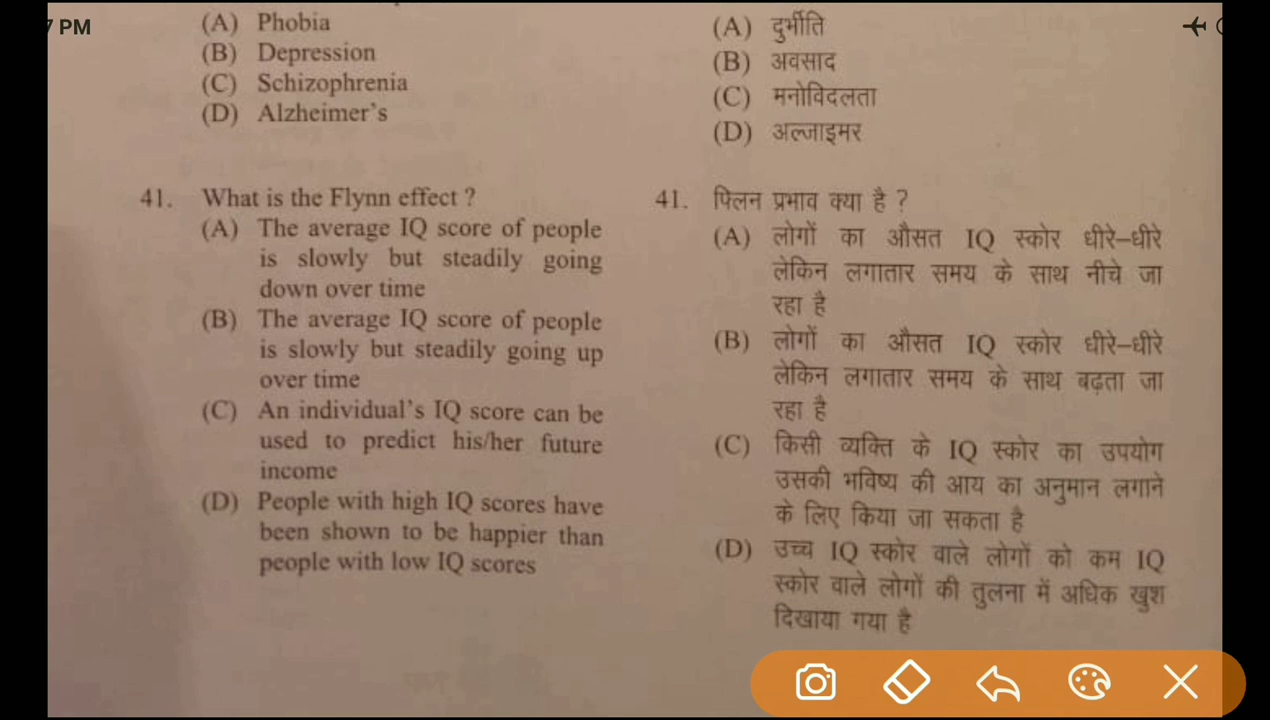 7 PM
(A) Phobia
(B) Depression
(C) Schizophrenia
(D) Alzheimer's
41. What is the Flynn effect ?
(A) The average IQ score of people
is slowly but steadily going
down over time
(B) The average IQ score of people
is slowly but steadily going up
over time
(C) An individual's IQ score can be
used to predict his/her future
income
(D) People with high IQ scores have
been shown to be happier than
people with low IQ scores
(A) दुर्भीति
(B) अवसाद
(C) मनोविदलता
(D) अल्जाइमर
41. फ्लिन प्रभाव क्या है ?
(A) लोगों का औसत IQ स्कोर धीरे–धीरे
लेकिन लगातार समय के साथ नीचे जा
रहा है
(B) लोगों का औसत IQ स्कोर धीरे–धीरे
लेकिन लगातार समय के साथ बढ़ता जा
रहा है
(C) किसी व्यक्ति के IQ स्कोर का उपयोग
उसकी भविष्य की आय का अनुमान लगाने
के लिए किया जा सकता है
(D) उच्च IQ स्कोर वाले लोगों को कम IQ
स्कोर वाले लोगों की तुलना में अधिक खुश
दिखाया गया है